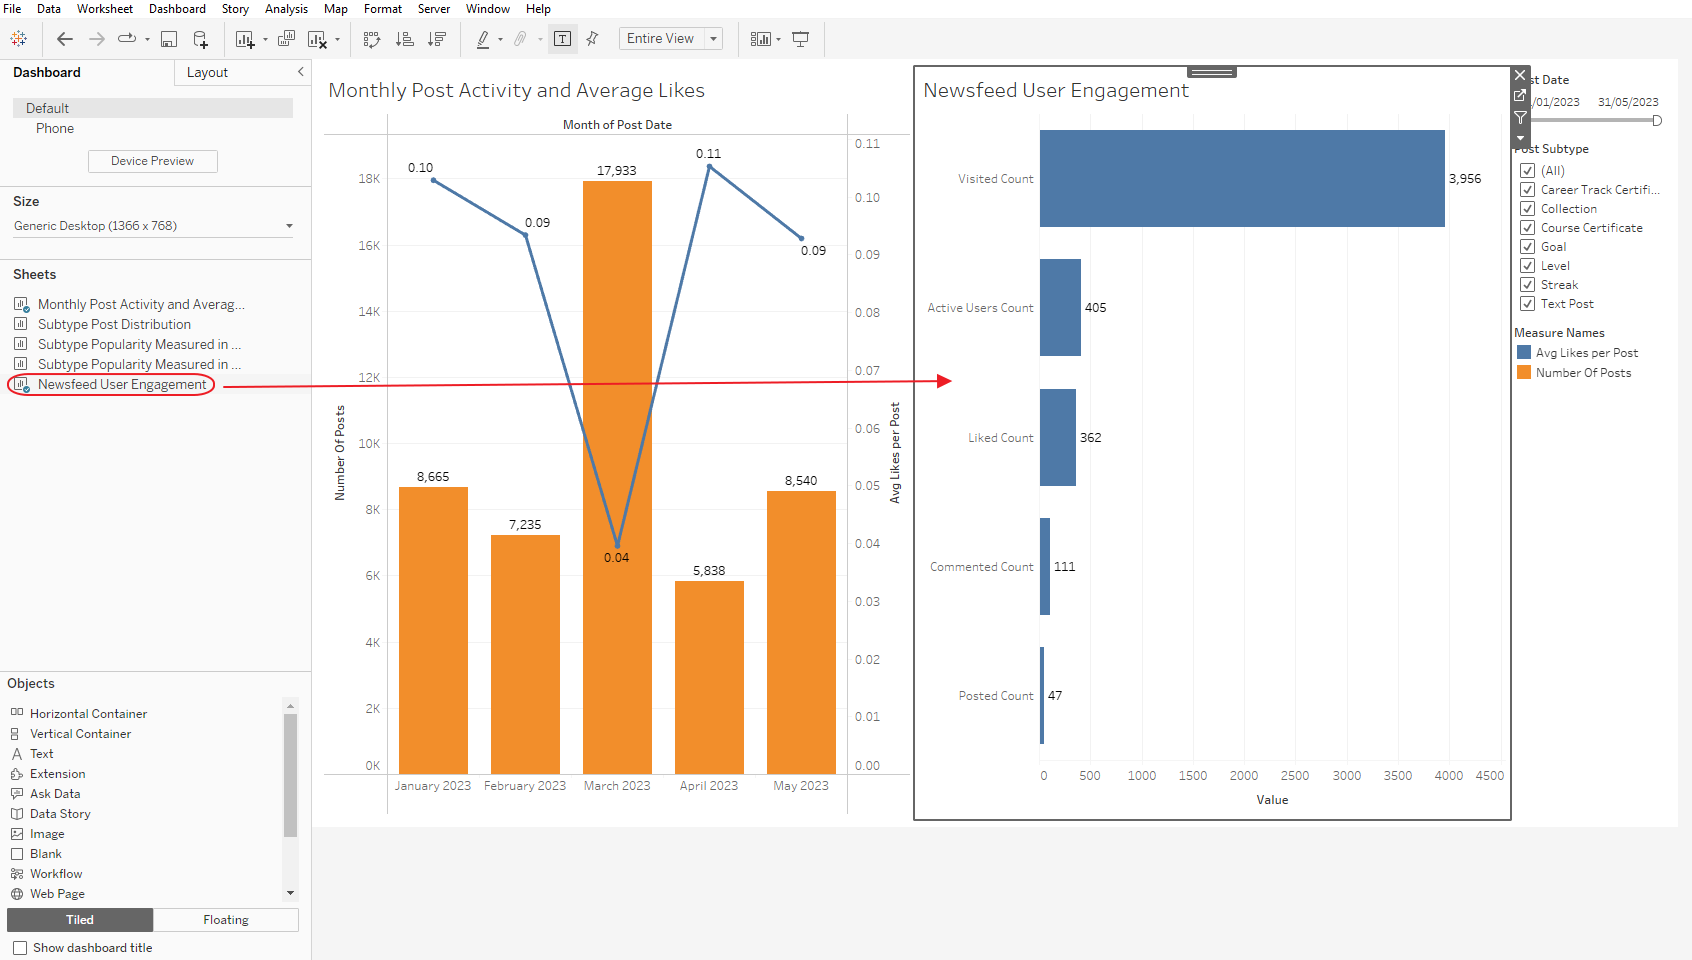 File Data Worksheet Dashboard Story Analysis Map Format Server Window Help
Entire View
Dashboard
Layout
Default
Phone
Device Preview
Size
Generic Desktop (1366 x 768)
Sheets
Monthly Post Activity and Averag...
Subtype Post Distribution
Subtype Popularity Measured in ...
Subtype Popularity Measured in ...
Newsfeed User Engagement
Objects
Horizontal Container
Vertical Container
Text
Extension
Ask Data
Data Story
Image
Blank
Workflow
Web Page
Tiled
Floating
Show dashboard title
Monthly Post Activity and Average Likes
Month of Post Date
Number Of Posts
18K
16K
14K
12K
10K
8K
6K
4K
2K
0K
0.10
0.09
0.04
0.11
0.09
8,665
7,235
17,933
5,838
8,540
January 2023
February 2023
March 2023
April 2023
May 2023
0.11
0.10
0.09
0.08
0.07
0.06
0.05
0.04
0.03
0.02
0.01
0.00
Avg Likes per Post
Newsfeed User Engagement
Visited Count
3,956
Active Users Count
405
Liked Count
362
Commented Count
111
Posted Count
47
0 500 1000 1500 2000 2500 3000 3500 4000 4500
Value
st Date
/01/2023
31/05/2023
Post Subtype
(All)
Career Track Certifi...
Collection
Course Certificate
Goal
Level
Streak
Text Post
Measure Names
Avg Likes per Post
Number Of Posts